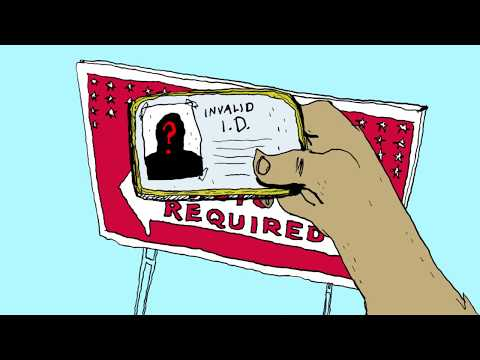 INVALID
I.D.
?
REQUIRED